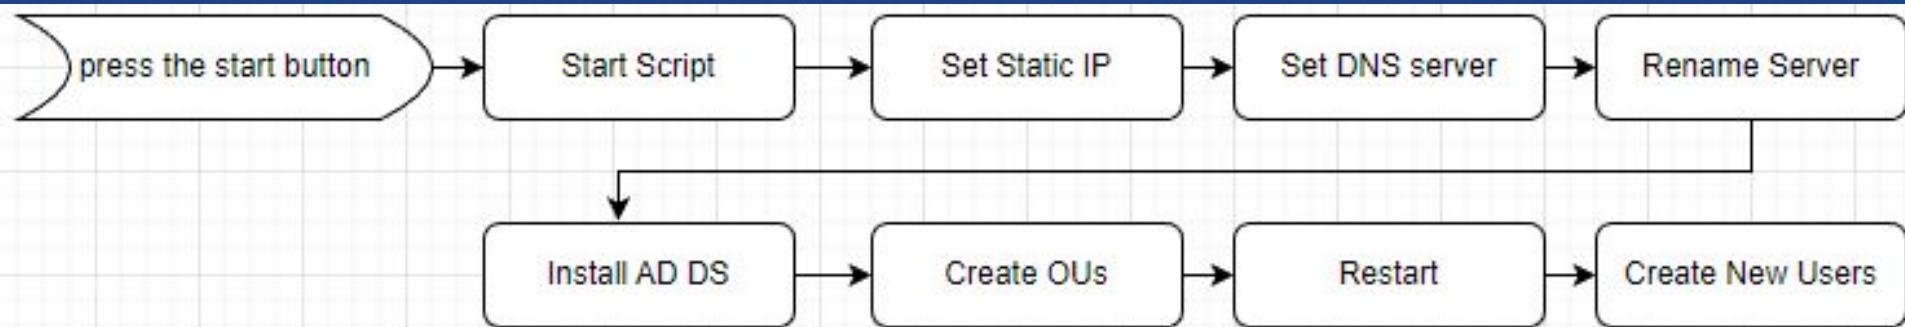 press the start button
Start Script
Set Static IP
Set DNS server
Rename Server
Install AD DS
Create OUs
Restart
Create New Users